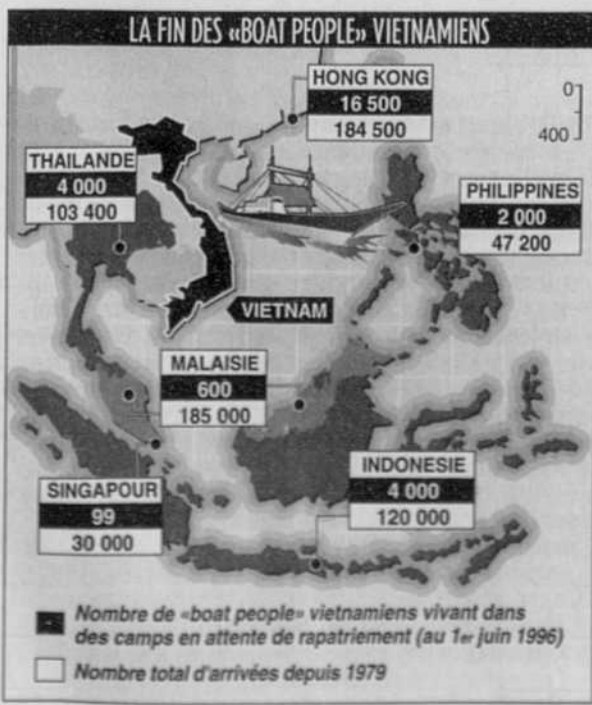 LA FIN DES «BOAT PEOPLE» VIETNAMIENS
HONG KONG
16 500
184 500
0
400
THAILANDE
4 000
103 400
PHILIPPINES
2 000
47 200
VIETNAM
MALAISIE
600
185 000
SINGAPOUR
99
30 000
INDONESIE
4 000
120 000
Nombre de «boat people» vietnamiens vivant dans
des camps en attente de rapatriement (au 1er juin 1996)
Nombre total d'arrivées depuis 1979